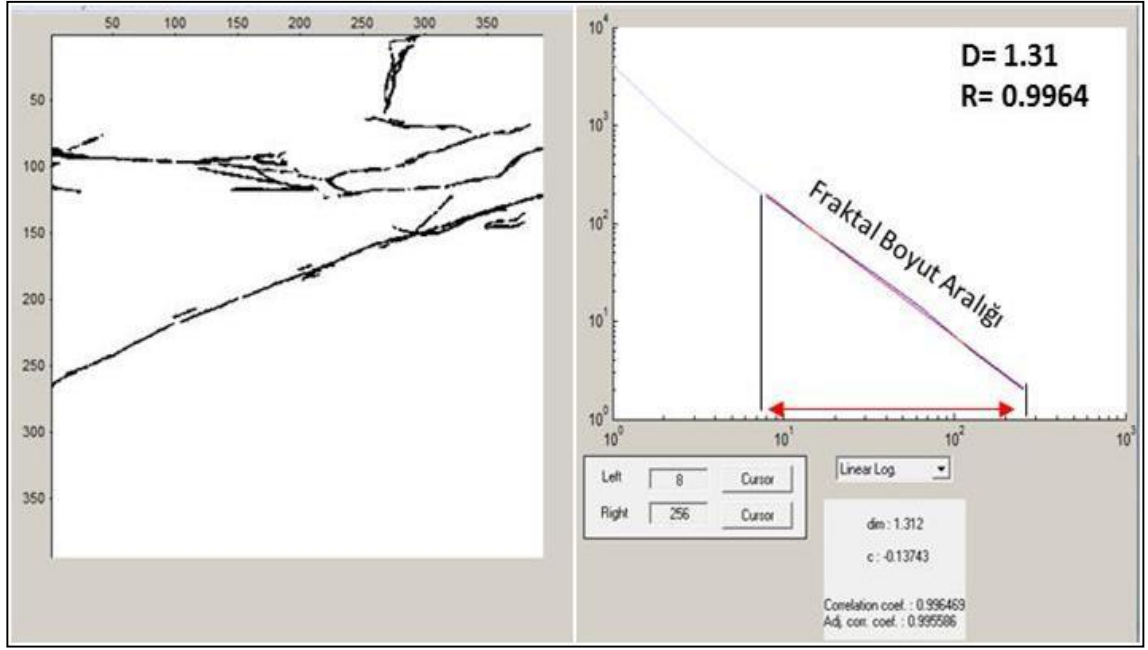 50 100 150 200 250 300 350
50
100
150
200
250
300
350
10^4
10^3
10^2
10^1
10^0
10^0 10^1 10^2 10^3
D= 1.31
R= 0.9964
Fraktal Boyut Aralığı
Left 8 Cursor
Right 256 Cursor
Linear Log.
dim : 1.312
c : -0.13743
Correlation coef. : 0.996469
Adj. corr. coef. : 0.995586